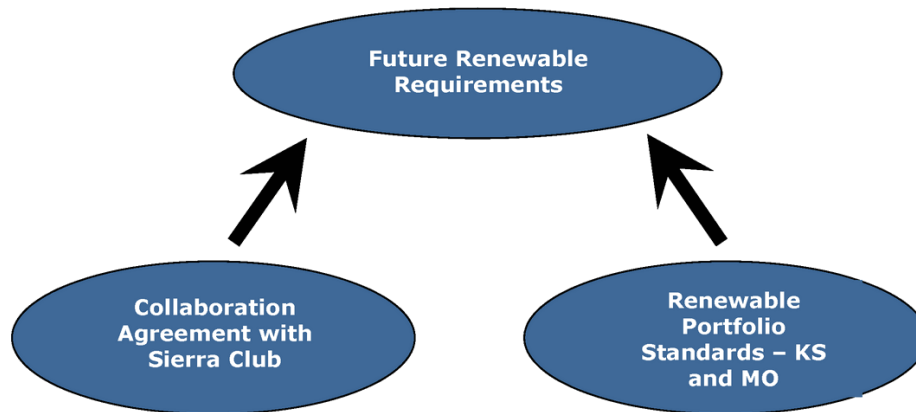 Future Renewable
Requirements
Collaboration
Agreement with
Sierra Club
Renewable
Portfolio
Standards – KS
and MO